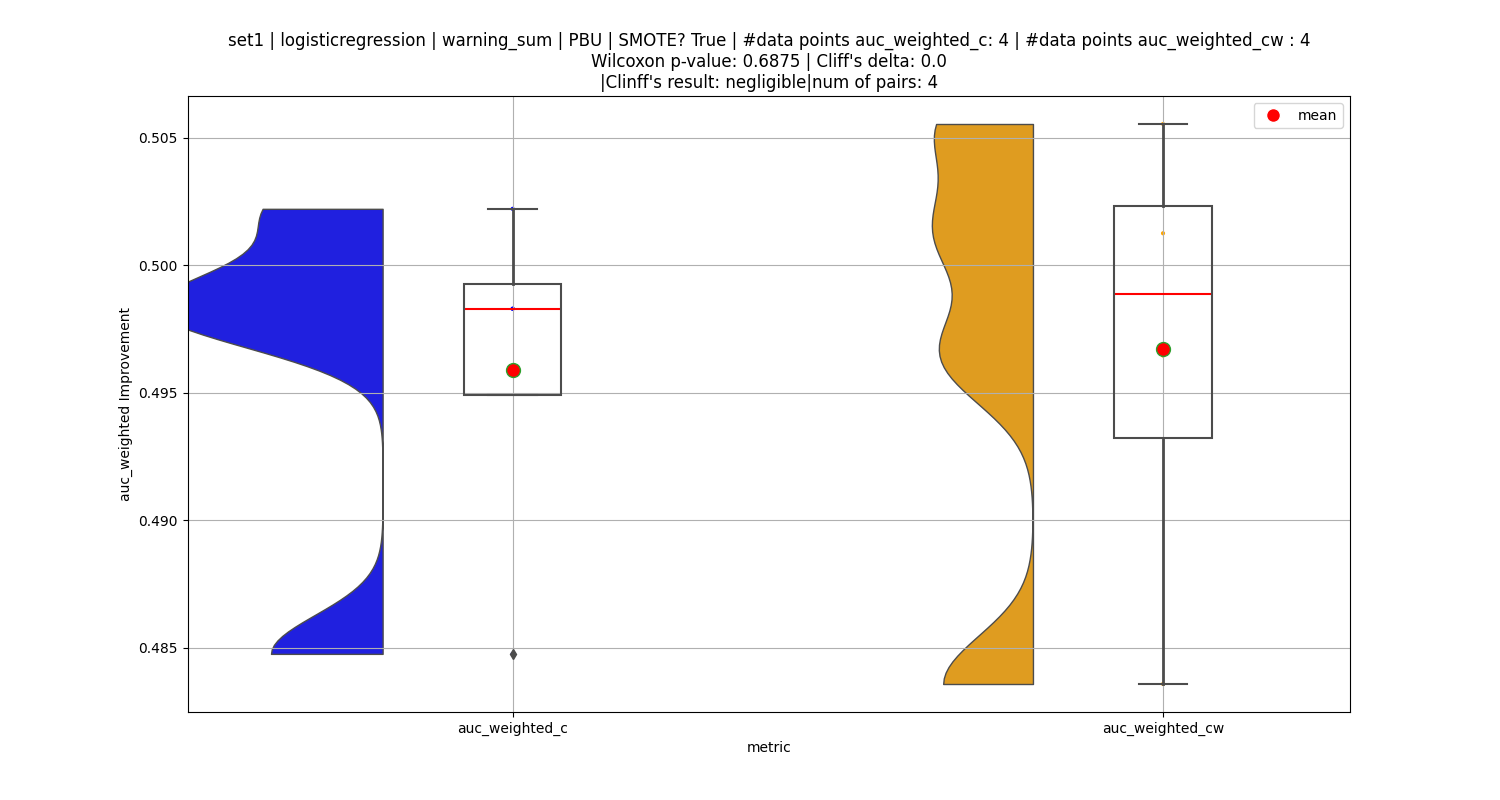 set1 | logisticregression | warning_sum | PBU | SMOTE? True | #data points auc_weighted_c: 4 | #data points auc_weighted_cw : 4
Wilcoxon p-value: 0.6875 | Cliff's delta: 0.0
|Clinff's result: negligible|num of pairs: 4
mean
0.505
0.500
0.495
0.490
0.485
auc_weighted Improvement
auc_weighted_c
auc_weighted_cw
metric